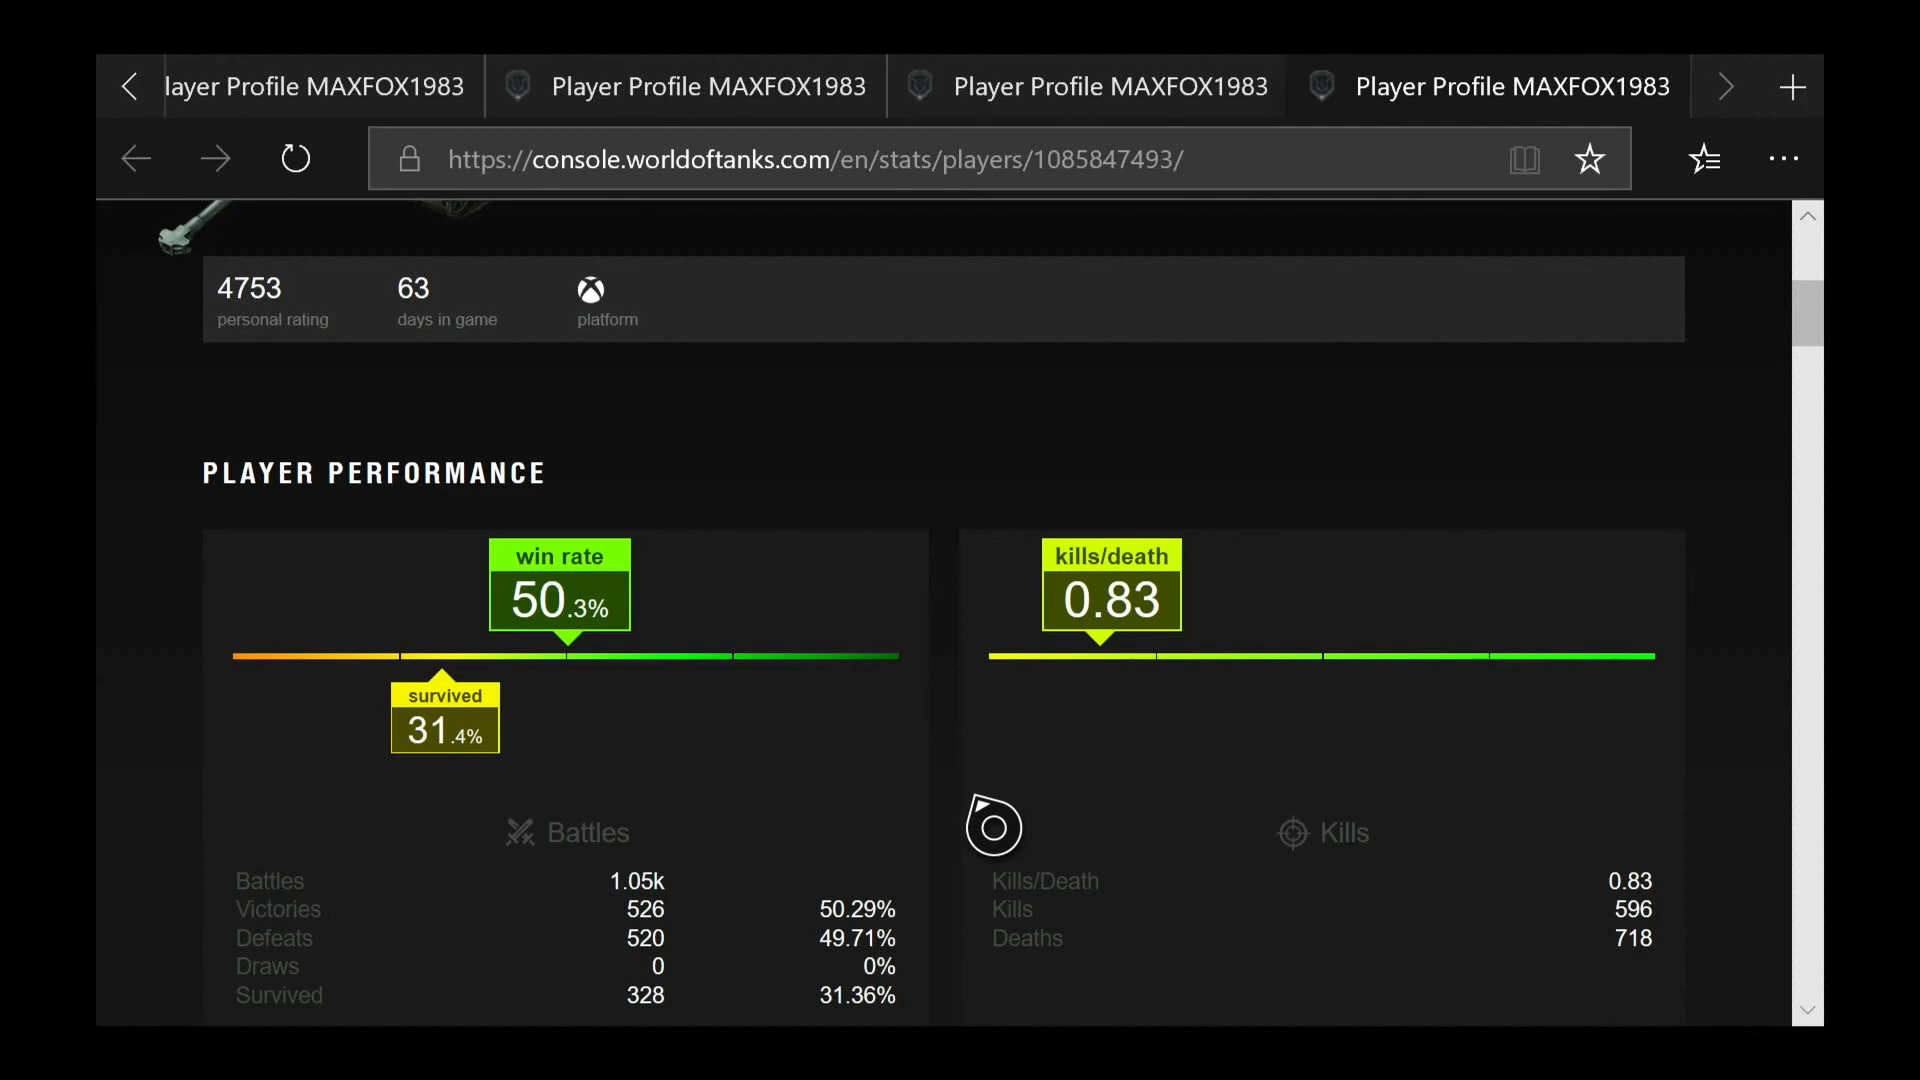 layer Profile MAXFOX1983
Player Profile MAXFOX1983
Player Profile MAXFOX1983
Player Profile MAXFOX1983
https://console.worldoftanks.com/en/stats/players/1085847493/
4753 63
personal rating days in game platform
PLAYER PERFORMANCE
win rate
50.3%
survived
31.4%
kills/death
0.83
Battles
Battles 1.05k
Victories 526 50.29%
Defeats 520 49.71%
Draws 0 0%
Survived 328 31.36%
Kills
Kills/Death 0.83
Kills 596
Deaths 718